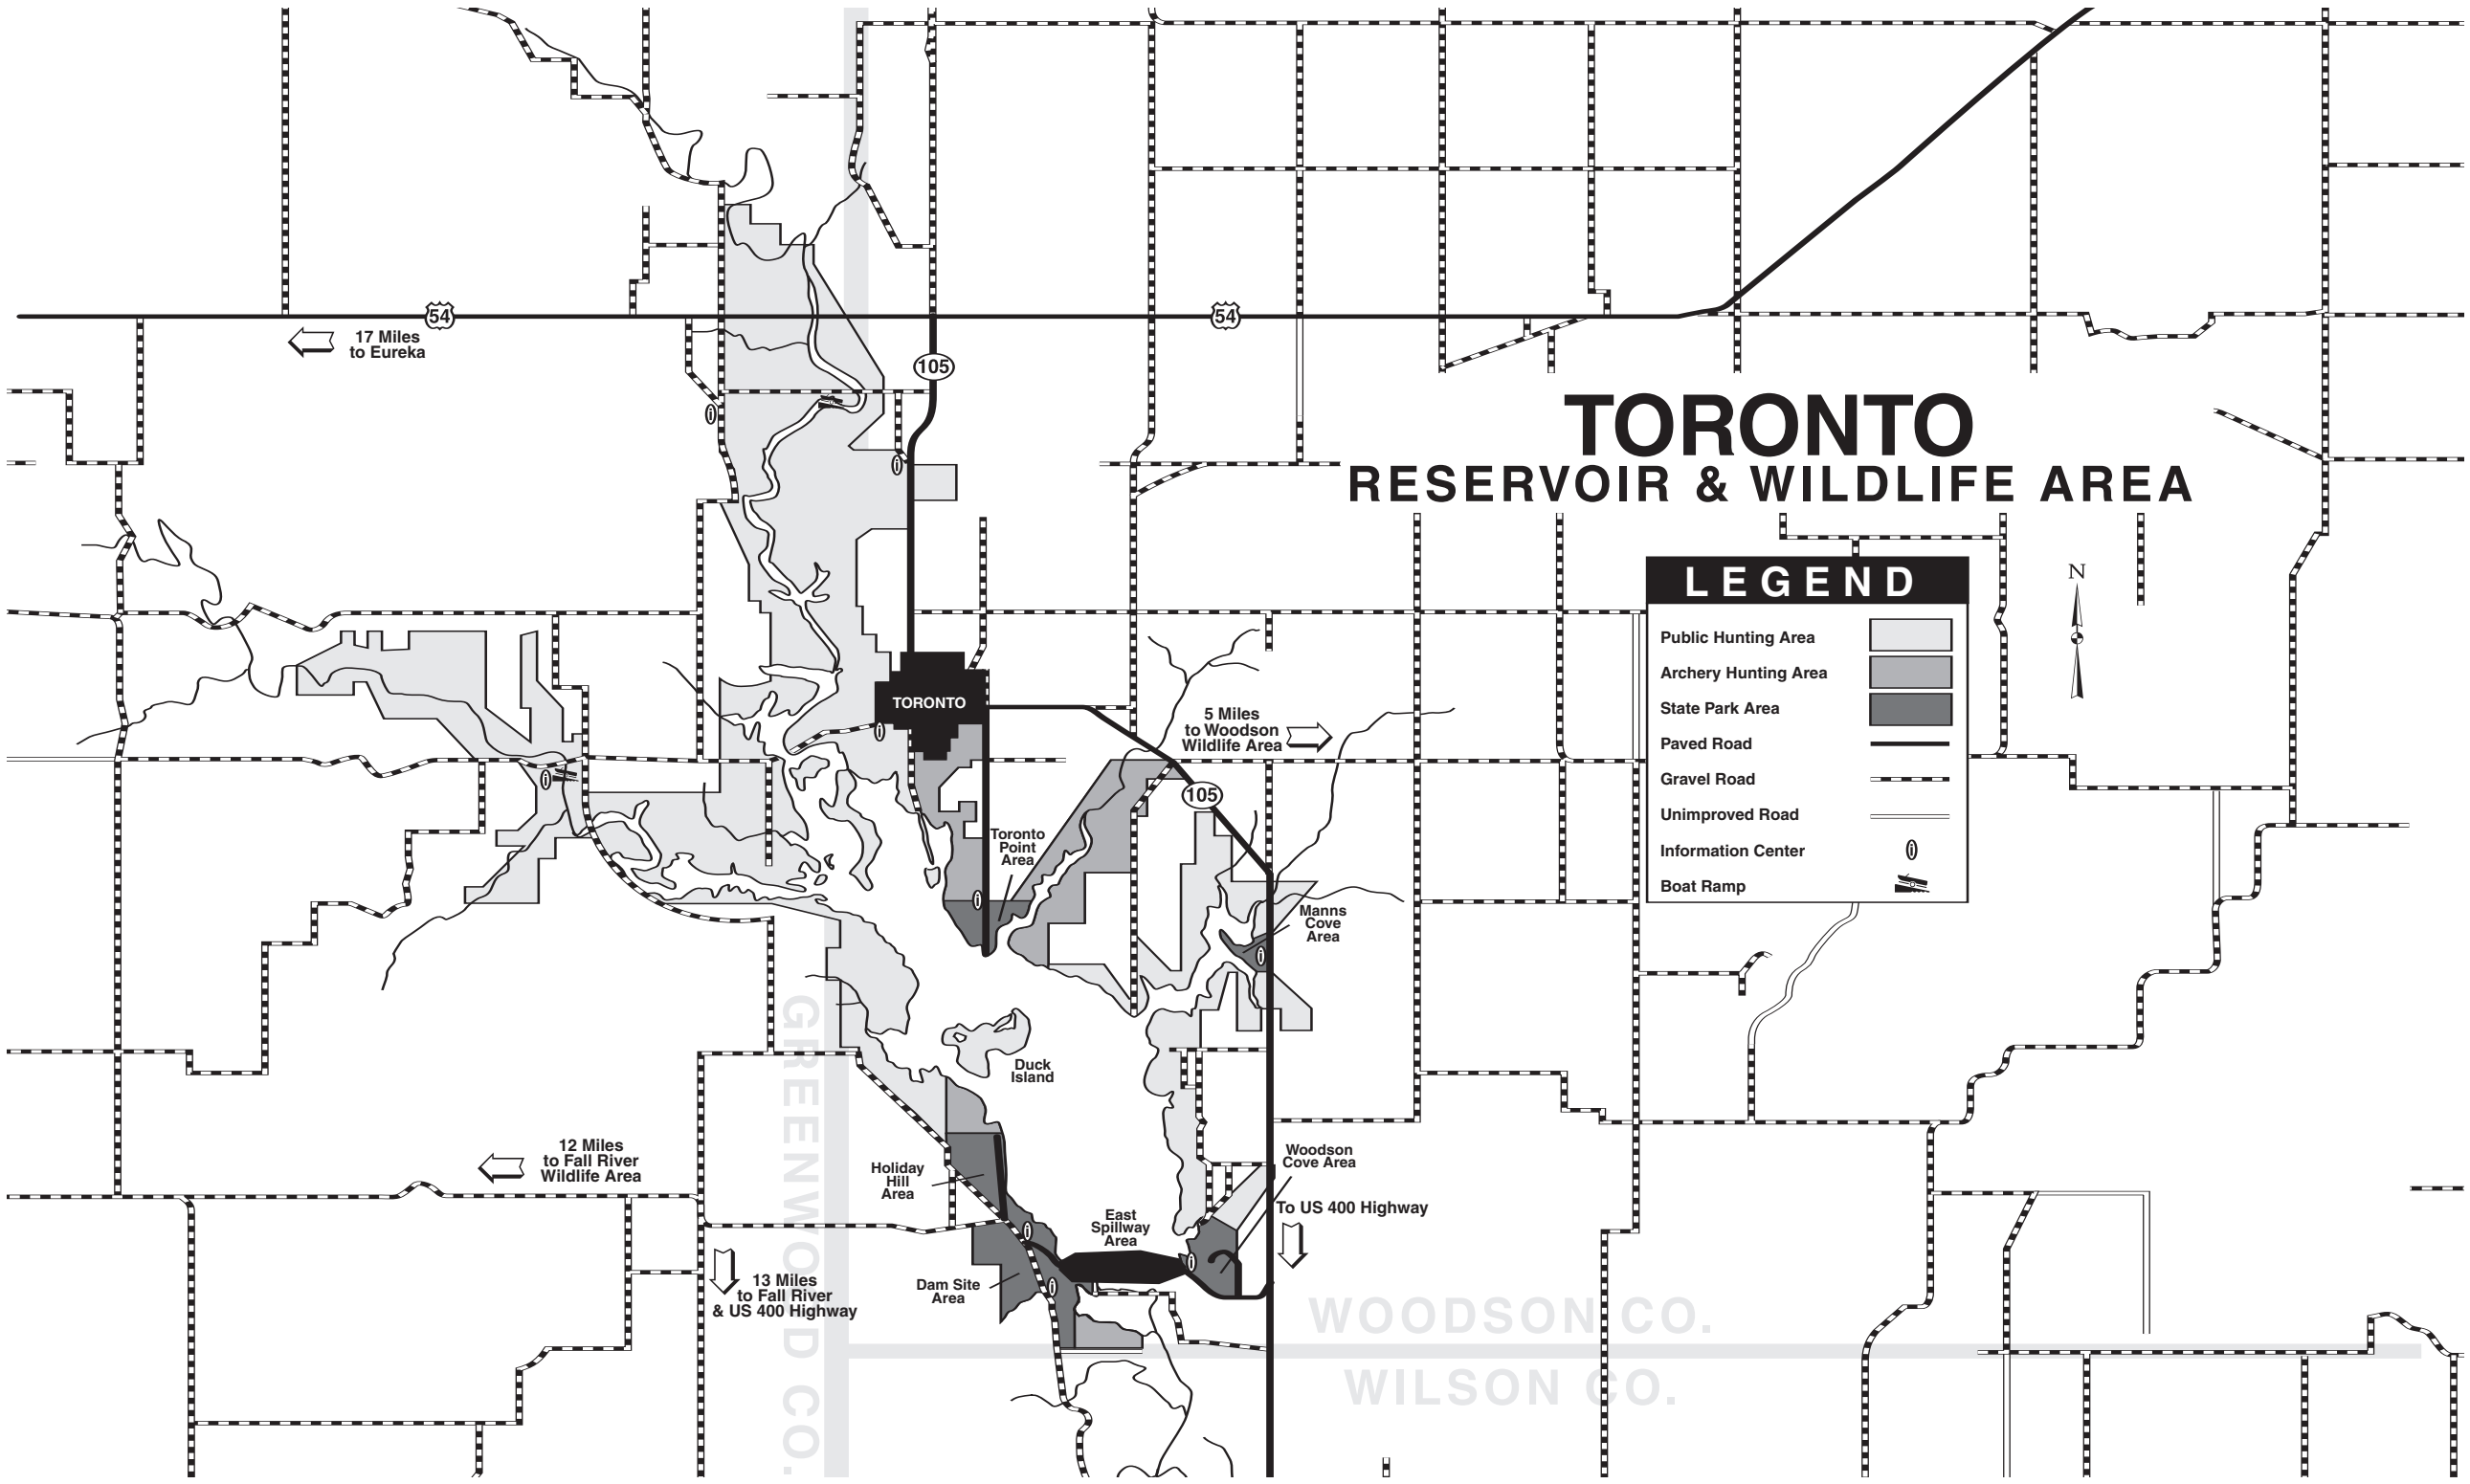 54
54
17 Miles
to Eureka
105
TORONTO
RESERVOIR & WILDLIFE AREA
LEGEND
Public Hunting Area
Archery Hunting Area
State Park Area
Paved Road
Gravel Road
Unimproved Road
Information Center
i
Boat Ramp
N
i
i
TORONTO
i
i
5 Miles
to Woodson
Wildlife Area
105
Toronto
Point
Area
i
Manns
Cove
Area
i
Duck
Island
12 Miles
to Fall River
Wildlife Area
Holiday
Hill
Area
Woodson
Cove Area
To US 400 Highway
East
Spillway
Area
i
i
i
Dam Site
Area
13 Miles
to Fall River
& US 400 Highway
GREENWOOD CO.
WOODSON CO.
WILSON CO.